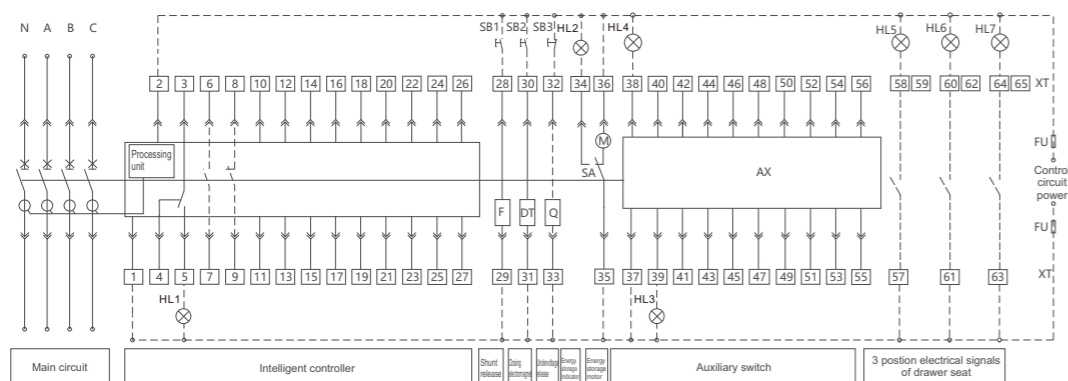 N A B C
SB1 SB2 SB3 HL2 HL4 HL5 HL6 HL7
2 3 6 8 10 12 14 16 18 20 22 24 26 28 30 32 34 36 38 40 42 44 46 48 50 52 54 56 58 59 60 62 64 65 XT
Processing
unit
M
SA
AX
FU
Contro
circuit
power
F DT Q
FU
1 4 5 7 9 11 13 15 17 19 21 23 25 27 29 31 33 35 37 39 41 43 45 47 49 51 53 55 57 61 63 XT
HL1 HL3
Main circuit
Intelligent controller
Shunt
release
Closing
electromagnet
Undervoltage
release
Energy
storage
indicator
Energy
storage
motor
Auxiliary switch
3 postion electrical signals
of drawer seat